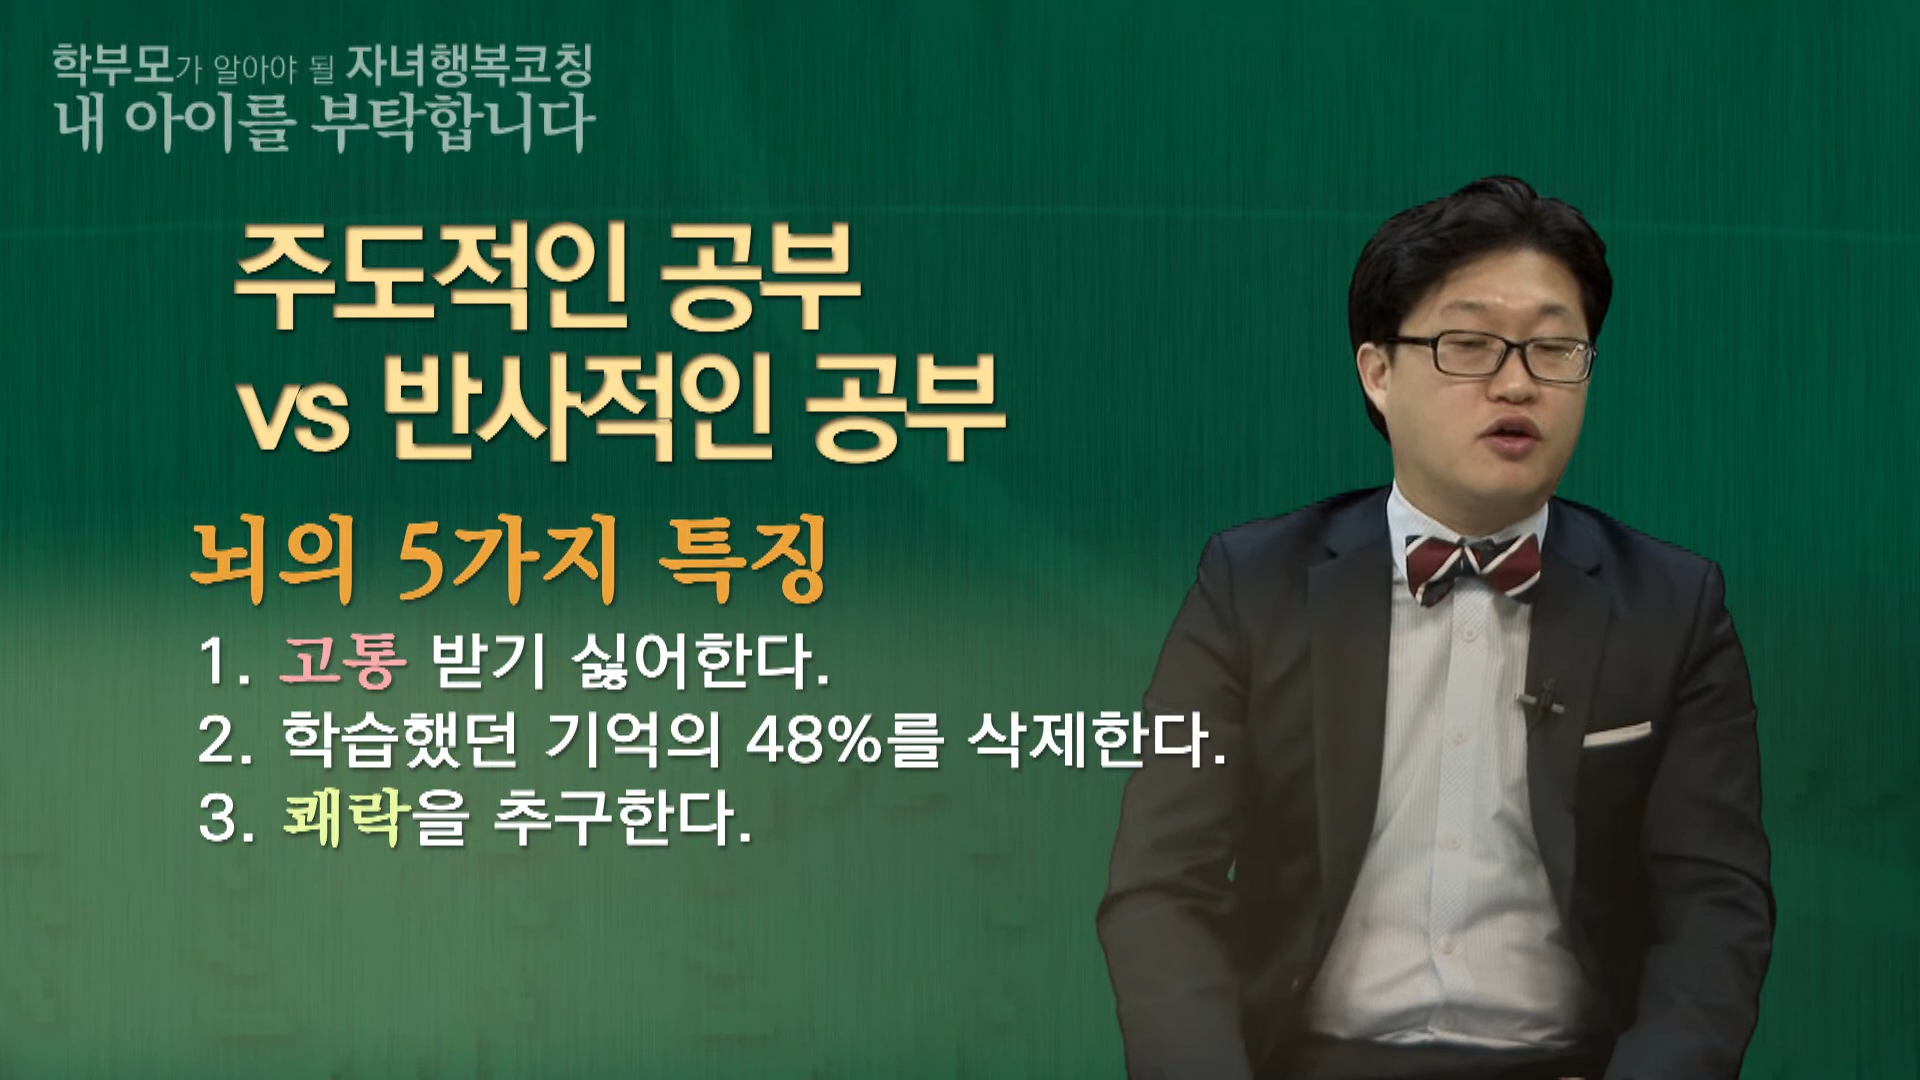 학부모가 알아야 될 자녀행복코칭
내 아이를 부탁합니다
주도적인 공부
vs 반사적인 공부
뇌의 5가지 특징
1. 고통 받기 싫어한다.
2. 학습했던 기억의 48%를 삭제한다.
3. 쾌락을 추구한다.